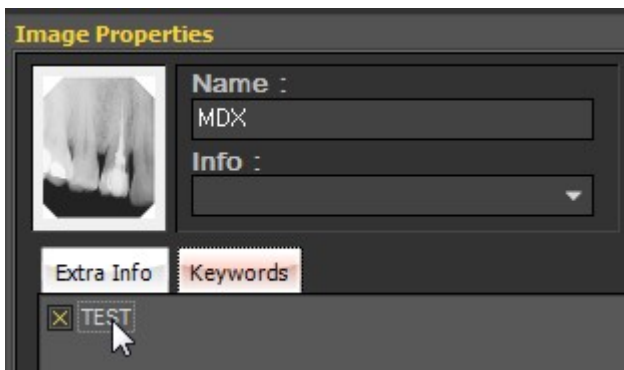 Image Properties
Name :
MDX
Info :
Extra Info
Keywords
TEST